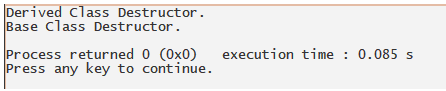 Derived Class Destructor.
Base Class Destructor.
Process returned 0 (0x0)   execution time : 0.085 s
Press any key to continue.